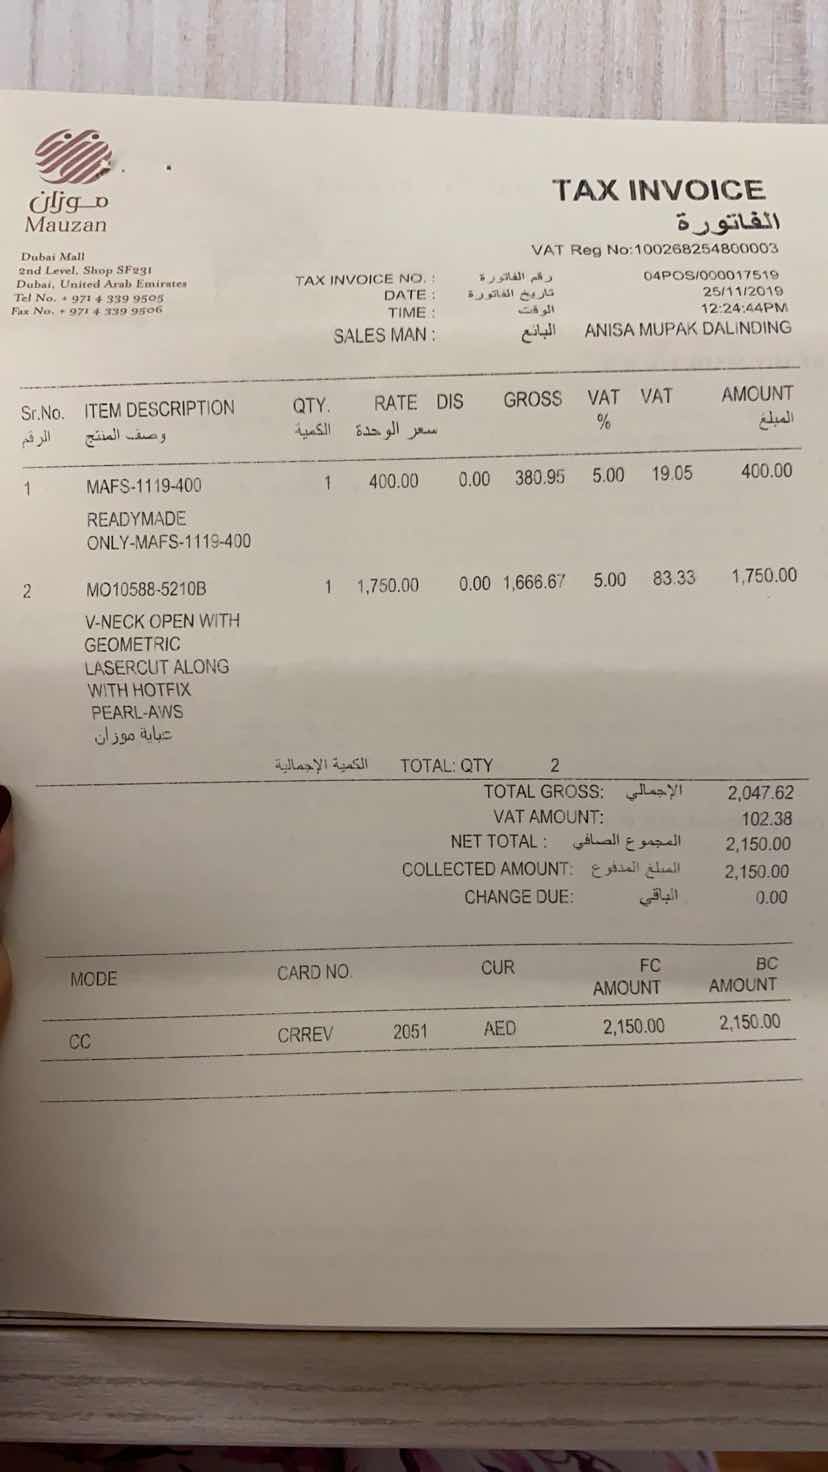 موزان
Mauzan
Dubai Mall
2nd Level, Shop SF231
Dubai, United Arab Emirates
Tel No. + 971 4 339 9505
Fax No. + 971 4 339 9506
TAX INVOICE
الفاتورة
VAT Reg No:100268254800003
TAX INVOICE NO. : رقم الفاتورة 04POS/000017519
DATE : تاريخ الفاتورة 25/11/2019
TIME : الوقت 12:24:44PM
SALES MAN : البائع ANISA MUPAK DALINDING
Sr.No. ITEM DESCRIPTION QTY. RATE DIS GROSS VAT VAT AMOUNT
الرقم وصف المنتج الكمية سعر الوحدة % المبلغ
1 MAFS-1119-400 1 400.00 0.00 380.95 5.00 19.05 400.00
READYMADE
ONLY-MAFS-1119-400
2 MO10588-5210B 1 1,750.00 0.00 1,666.67 5.00 83.33 1,750.00
V-NECK OPEN WITH
GEOMETRIC
LASERCUT ALONG
WITH HOTFIX
PEARL-AWS
عباية موزان
الكمية الإجمالية TOTAL: QTY 2
TOTAL GROSS: الإجمالي 2,047.62
VAT AMOUNT: 102.38
NET TOTAL : المجموع الصافي 2,150.00
COLLECTED AMOUNT: المبلغ المدفوع 2,150.00
CHANGE DUE: الباقي 0.00
MODE CARD NO. CUR FC AMOUNT BC AMOUNT
CC CRREV 2051 AED 2,150.00 2,150.00